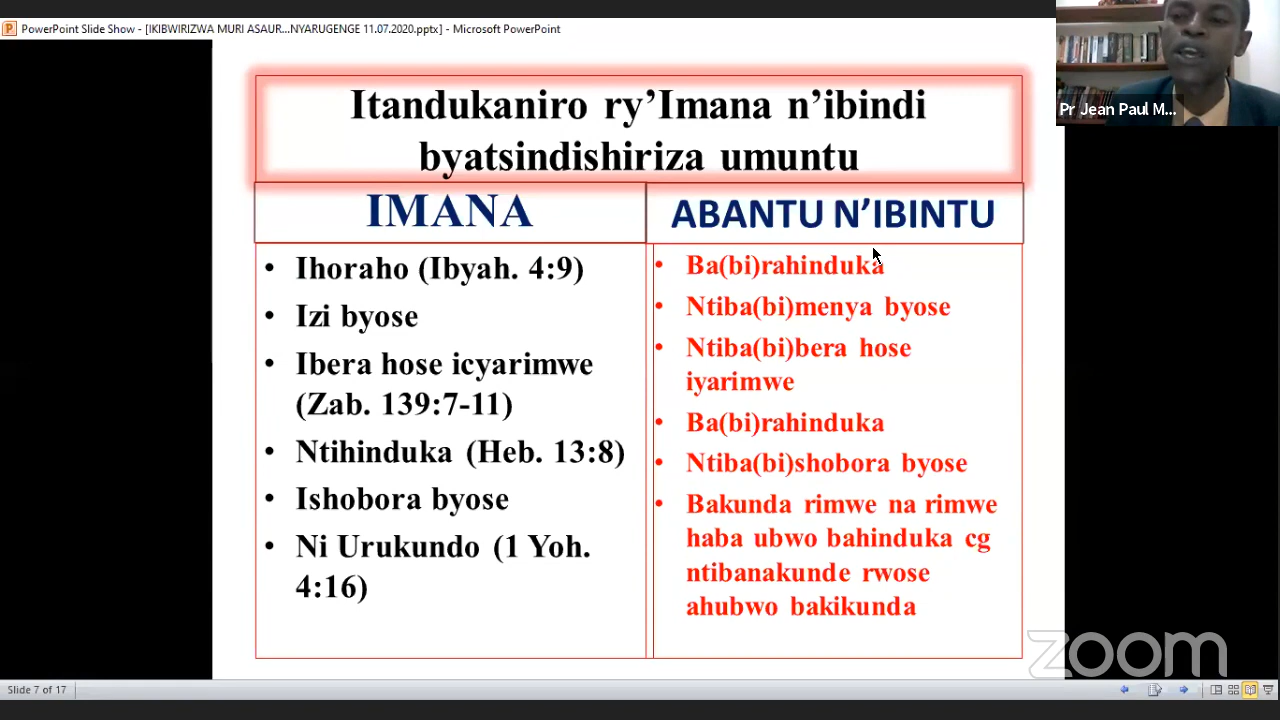 PowerPoint Slide Show - [IKIBWIRIZWA MURI ASAUR...NYARUGENGE 11.07.2020.pptx] - Microsoft PowerPoint
Pr Jean Paul M...
Itandukaniro ry’Imana n’ibindi
byatsindishiriza umuntu
IMANA
• Ihoraho (Ibyah. 4:9)
• Izi byose
• Ibera hose icyarimwe
(Zab. 139:7-11)
• Ntihinduka (Heb. 13:8)
• Ishobora byose
• Ni Urukundo (1 Yoh.
4:16)
ABANTU N’IBINTU
• Ba(bi)rahinduka
• Ntiba(bi)menya byose
• Ntiba(bi)bera hose
iyarimwe
• Ba(bi)rahinduka
• Ntiba(bi)shobora byose
• Bakunda rimwe na rimwe
haba ubwo bahinduka cg
ntibanakunde rwose
ahubwo bakikunda
zoom
Slide 7 of 17